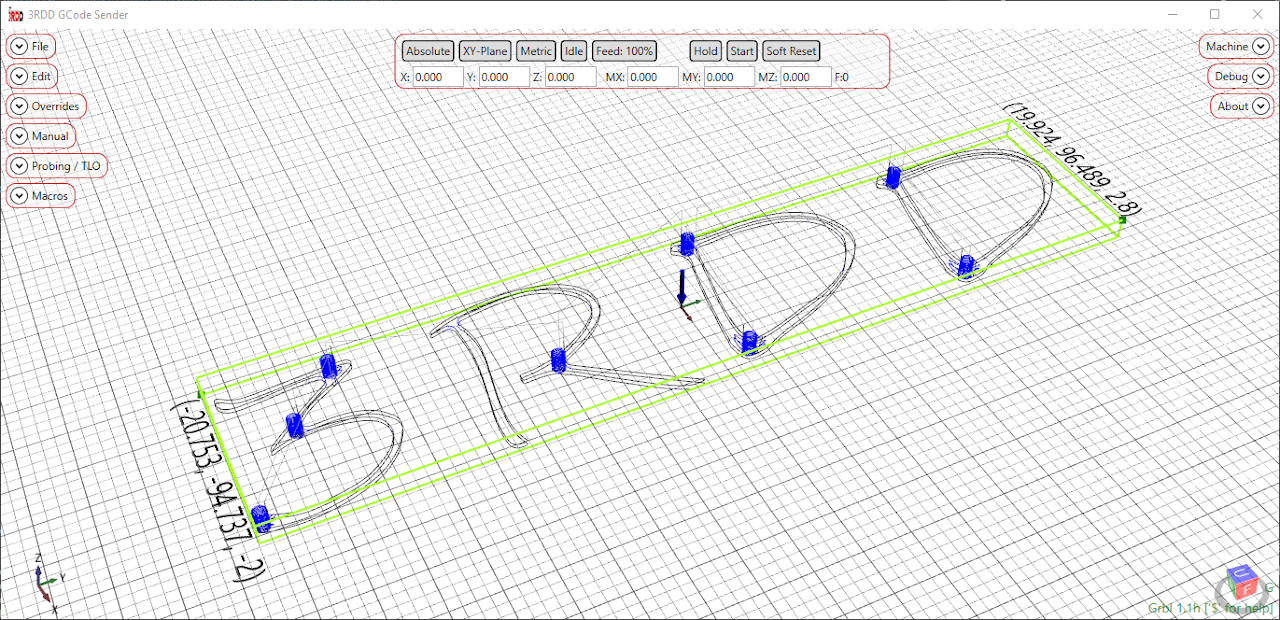 3RDD GCode Sender
File
Edit
Overrides
Manual
Probing / TLO
Macros
Absolute XY-Plane Metric Idle Feed: 100% Hold Start Soft Reset
X: 0.000 Y: 0.000 Z: 0.000 MX: 0.000 MY: 0.000 MZ: 0.000 F:0
Machine
Debug
About
(19.924, 96.489, 2.8)
3RDD
(-20.753, -94.737, -2)
Z
Y
X
U
F
G
Grbl 1.1h ['$' for help]